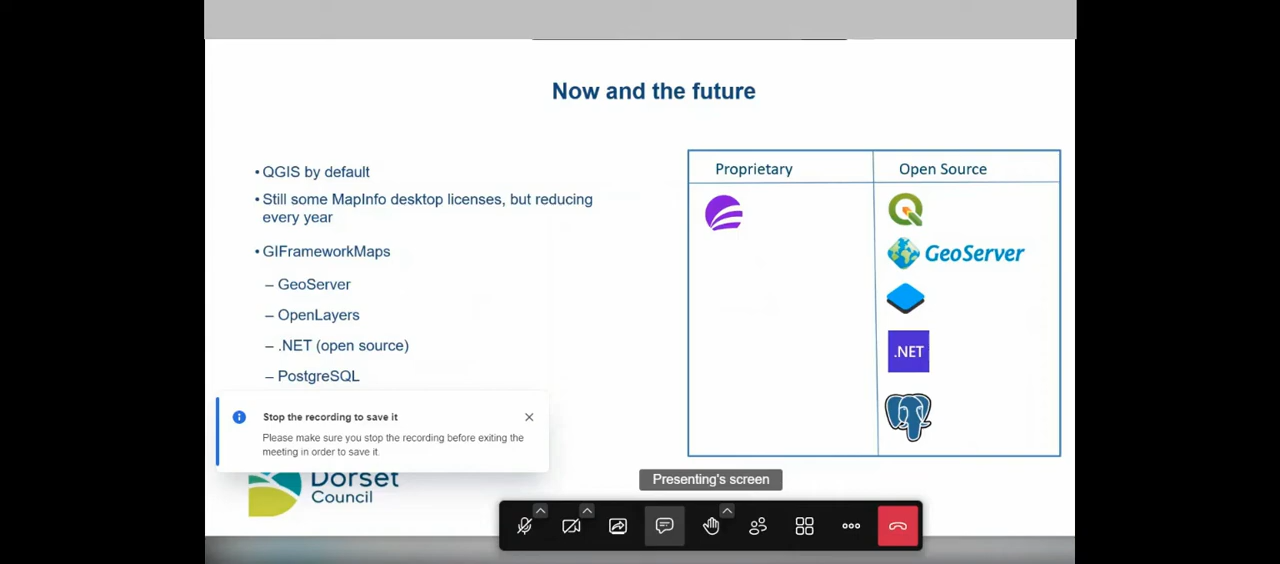 Now and the future
• QGIS by default
• Still some MapInfo desktop licenses, but reducing
every year
• GIFrameworkMaps
– GeoServer
– OpenLayers
– .NET (open source)
– PostgreSQL
Proprietary
Open Source
GeoServer
.NET
Stop the recording to save it
Please make sure you stop the recording before exiting the
meeting in order to save it.
Dorset
Council
Presenting's screen